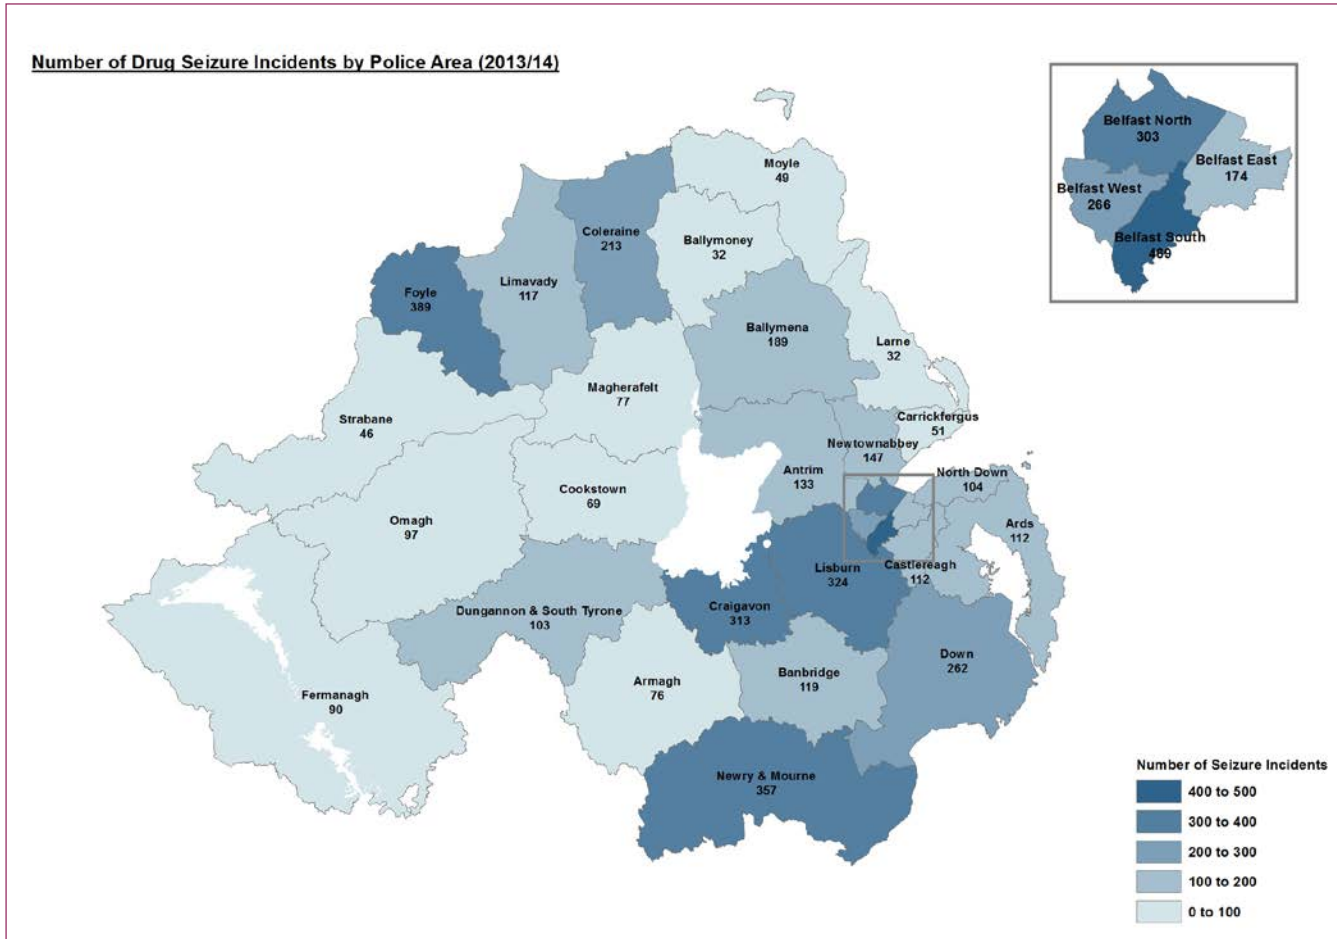 Number of Drug Seizure Incidents by Police Area (2013/14)
Belfast North
303
Belfast East
174
Belfast West
266
Belfast South
489
Moyle
49
Coleraine
213
Ballymoney
32
Limavady
117
Foyle
389
Ballymena
189
Larne
32
Magherafelt
77
Strabane
46
Carrickfergus
51
Newtownabbey
147
Antrim
133
North Down
104
Cookstown
69
Omagh
97
Ards
112
Lisburn
324
Castlereagh
112
Dungannon & South Tyrone
103
Craigavon
313
Down
262
Banbridge
119
Armagh
76
Fermanagh
90
Newry & Mourne
357
Number of Seizure Incidents
400 to 500
300 to 400
200 to 300
100 to 200
0 to 100